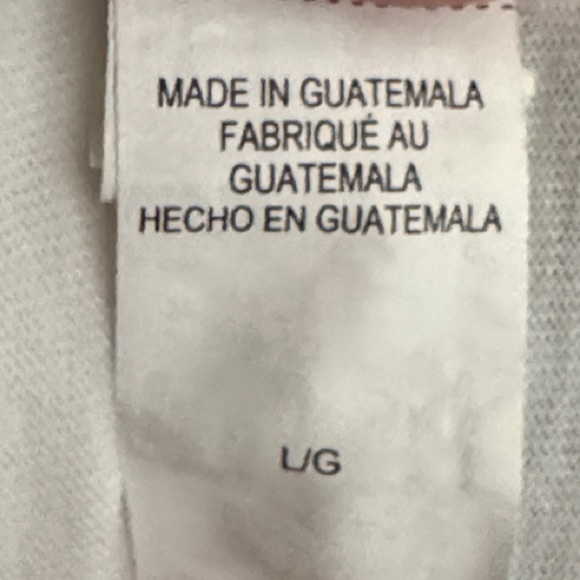 MADE IN GUATEMALA
FABRIQUÉ AU
GUATEMALA
HECHO EN GUATEMALA
L/G